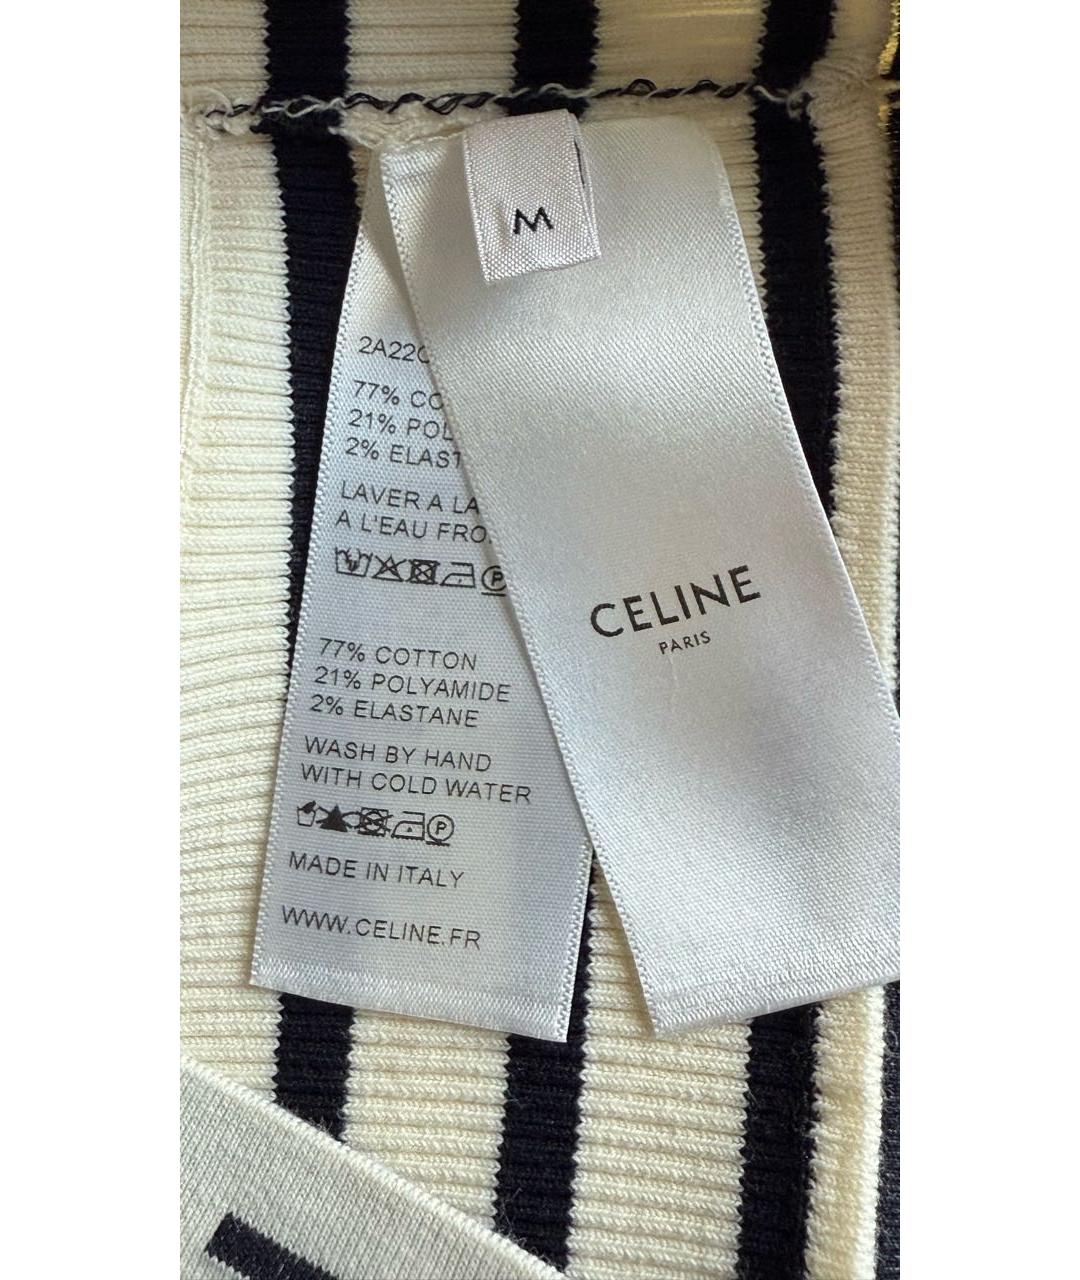 M
2A22
77% CO
21% POL
2% ELAST
LAVER A LA
A L'EAU FRO
P
77% COTTON
21% POLYAMIDE
2% ELASTANE
WASH BY HAND
WITH COLD WATER
P
MADE IN ITALY
WWW.CELINE.FR
CELINE
PARIS